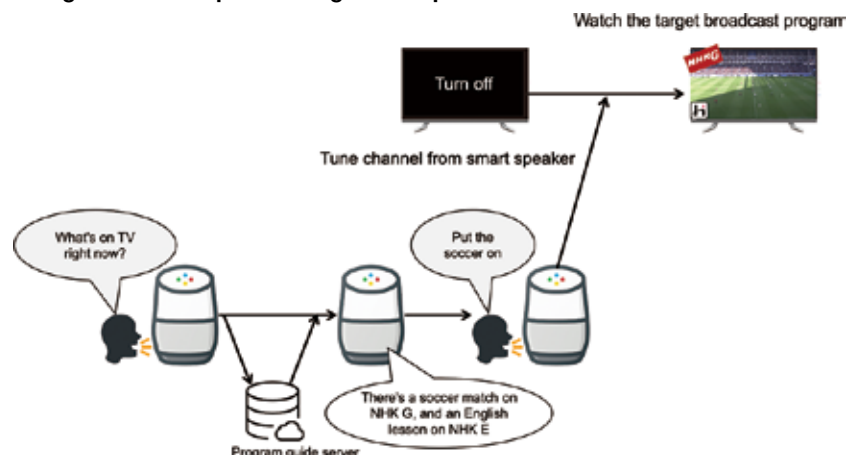 Watch the target broadcast program
NHKG
Turn off
Tune channel from smart speaker
What's on TV
right now?
Put the
soccer on
There's a soccer match on
NHK G, and an English
lesson on NHK E
Program guide server